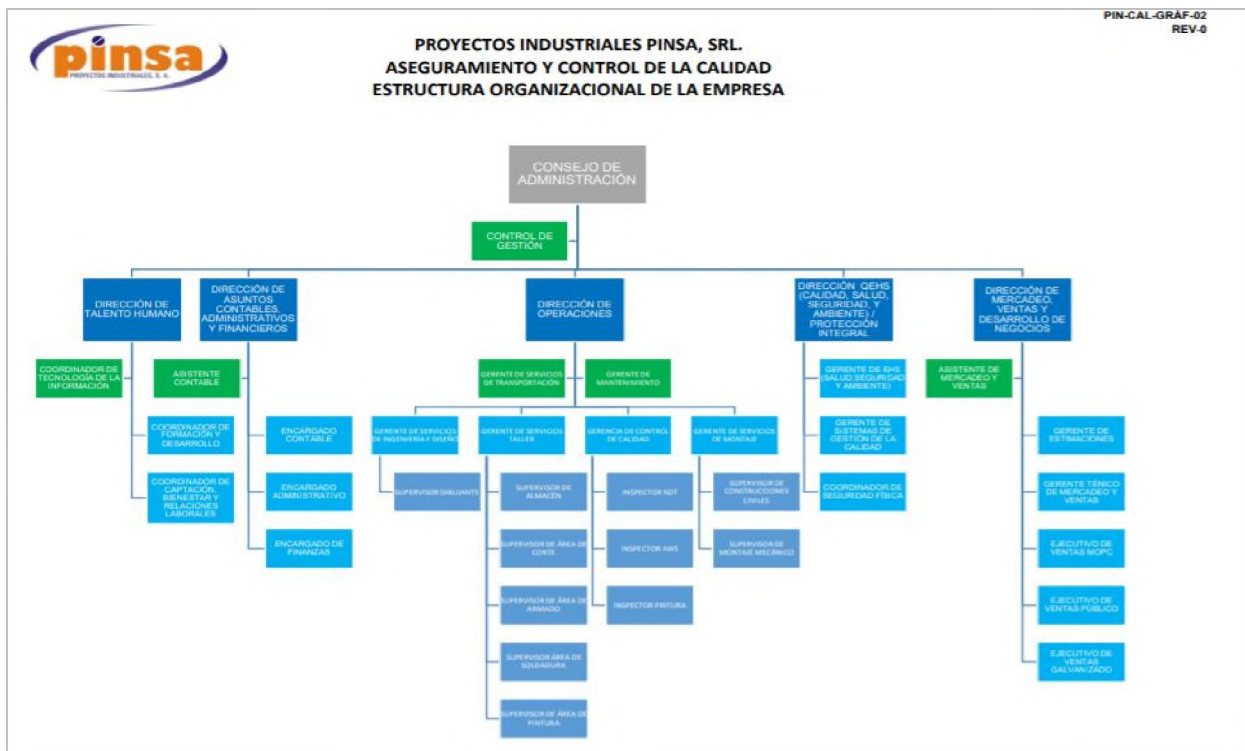 PIN-CAL-GRÁF-02
REV-0
pinsa
PROYECTOS INDUSTRIALES, S. A.
PROYECTOS INDUSTRIALES PINSA, SRL.
ASEGURAMIENTO Y CONTROL DE LA CALIDAD
ESTRUCTURA ORGANIZACIONAL DE LA EMPRESA
CONSEJO DE
ADMINISTRACIÓN
CONTROL DE
GESTIÓN
DIRECCIÓN DE
TALENTO HUMANO
DIRECCIÓN DE
ASUNTOS
CONTABLES,
ADMINISTRATIVOS
Y FINANCIEROS
DIRECCIÓN DE
OPERACIONES
DIRECCIÓN QEHS
(CALIDAD, SALUD,
SEGURIDAD, Y
AMBIENTE) /
PROTECCIÓN
INTEGRAL
DIRECCIÓN DE
MERCADEO,
VENTAS Y
DESARROLLO DE
NEGOCIOS
COORDINADOR DE
TECNOLOGÍA DE LA
INFORMACIÓN
ASISTENTE
CONTABLE
GERENTE DE SERVICIOS
DE TRANSPORTACIÓN
GERENTE DE
MANTENIMIENTO
GERENTE DE EHS
(SALUD, SEGURIDAD
Y AMBIENTE)
ASISTENTE DE
MERCADEO Y
VENTAS
COORDINADOR DE
FORMACIÓN Y
DESARROLLO
ENCARGADO
CONTABLE
GERENTE DE SERVICIOS
DE INGENIERÍA Y DISEÑO
GERENTE DE SERVICIOS
TALLER
GERENCIA DE CONTROL
DE CALIDAD
GERENTE DE SERVICIOS
DE MONTAJE
GERENTE DE
SISTEMAS DE
GESTIÓN DE LA
CALIDAD
GERENTE DE
ESTIMACIONES
COORDINADOR DE
CAPTACIÓN,
BIENESTAR Y
RELACIONES
LABORALES
ENCARGADO
ADMINISTRATIVO
SUPERVISOR DIBUJANTE
SUPERVISOR DE
ALMACÉN
INSPECTOR NDT
SUPERVISOR DE
CONSTRUCCIONES
CIVILES
COORDINADOR DE
SEGURIDAD FÍSICA
GERENTE TÉNICO
DE MERCADEO Y
VENTAS
ENCARGADO DE
FINANZAS
SUPERVISOR DE ÁREA DE
CORTE
INSPECTOR AWS
SUPERVISOR DE
MONTAJE MECÁNICO
EJECUTIVO DE
VENTAS MOPC
SUPERVISOR DE ÁREA DE
ARMADO
INSPECTOR PINTURA
EJECUTIVO DE
VENTAS PÚBLICO
SUPERVISOR ÁREA DE
SOLDADURA
EJECUTIVO DE
VENTAS
GALVANIZADO
SUPERVISOR DE ÁREA DE
PINTURA